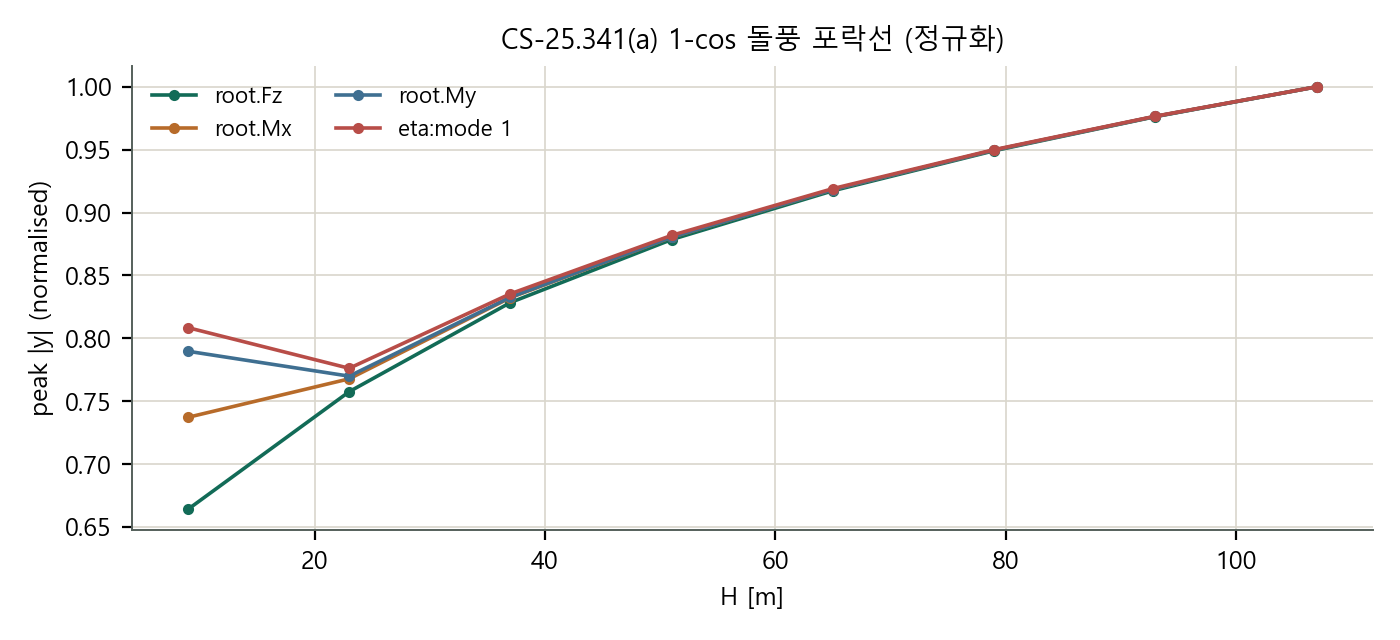 CS-25.341(a) 1-cos 돌풍 포락선 (정규화)
root.Fz
root.My
root.Mx
eta:mode 1
peak |y| (normalised)
1.00
0.95
0.90
0.85
0.80
0.75
0.70
0.65
20
40
60
80
100
H [m]